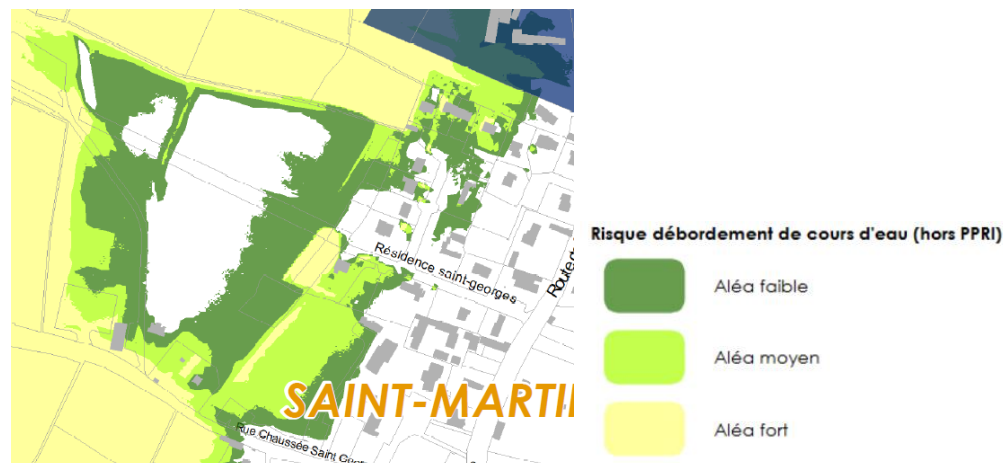 Résidence saint-georges
Route
SAINT-MARTI
Rue Chaussée Saint
Risque débordement de cours d'eau (hors PPRI)
Aléa faible
Aléa moyen
Aléa fort